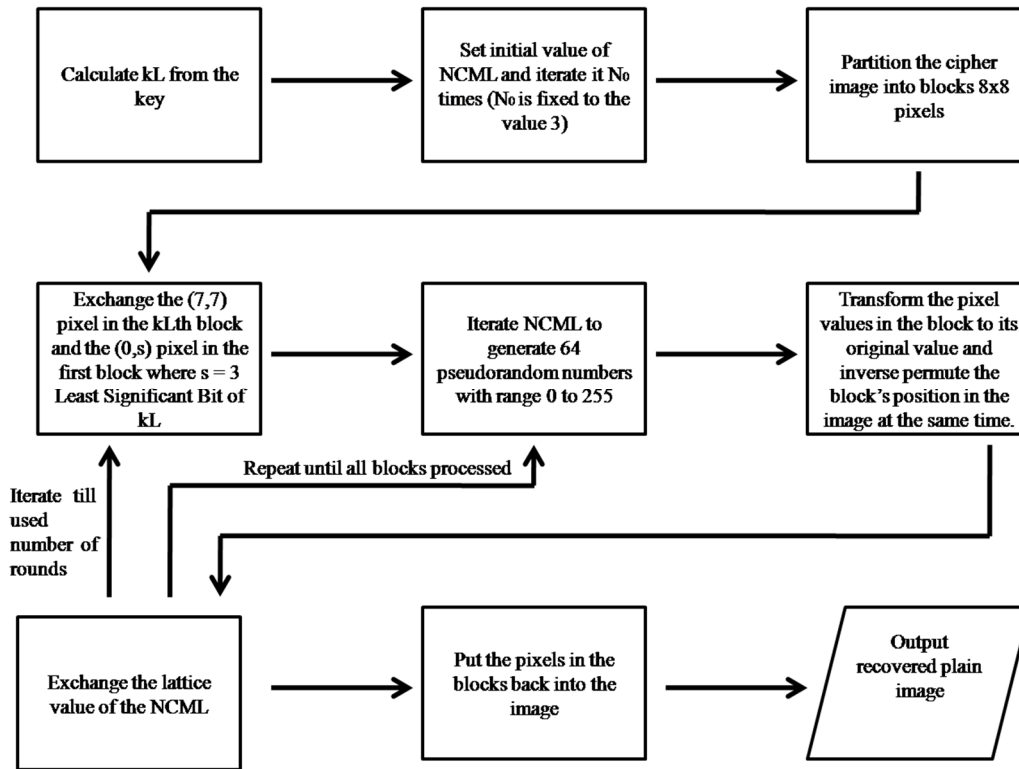 Calculate kL from the
key
Set initial value of
NCML and iterate it N₀
times (N₀ is fixed to the
value 3)
Partition the cipher
image into blocks 8x8
pixels
Exchange the (7,7)
pixel in the kLth block
and the (0,s) pixel in the
first block where s = 3
Least Significant Bit of
kL
Iterate NCML to
generate 64
pseudorandom numbers
with range 0 to 255
Transform the pixel
values in the block to its
original value and
inverse permute the
block's position in the
image at the same time.
Iterate till
used
number of
rounds
Repeat until all blocks processed
Exchange the lattice
value of the NCML
Put the pixels in the
blocks back into the
image
Output
recovered plain
image